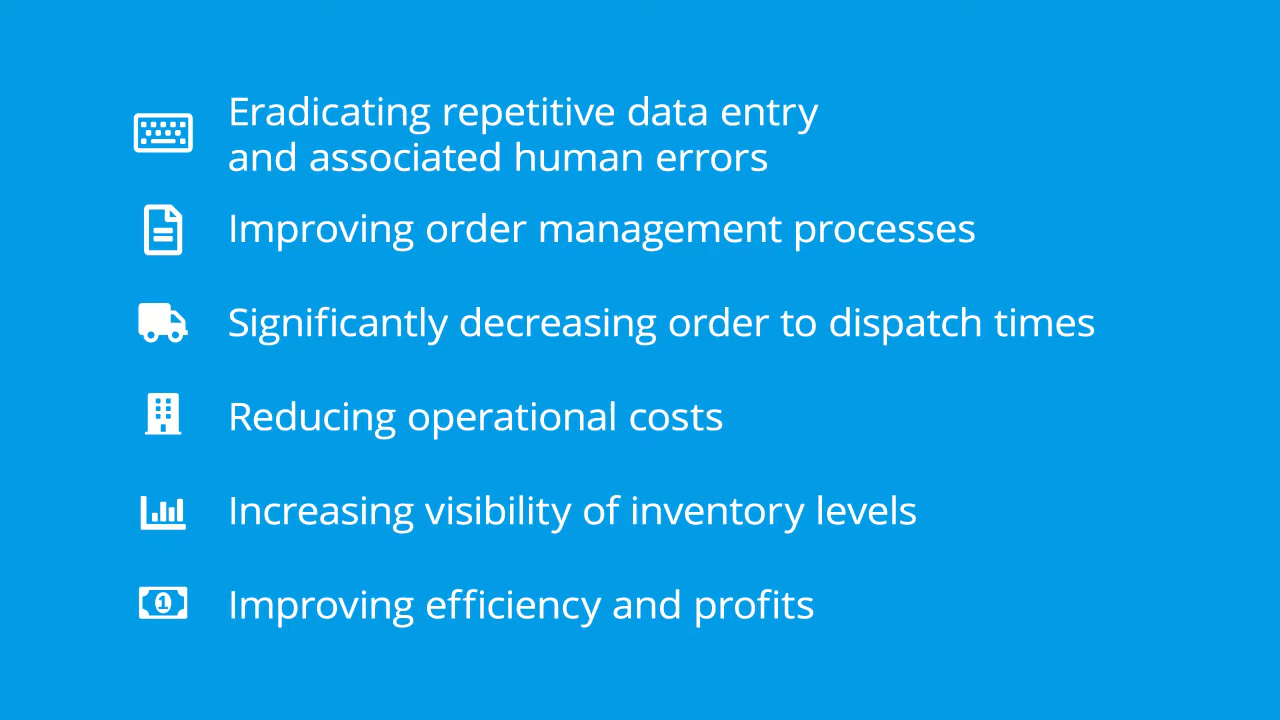 Eradicating repetitive data entry
and associated human errors
Improving order management processes
Significantly decreasing order to dispatch times
Reducing operational costs
Increasing visibility of inventory levels
1
Improving efficiency and profits